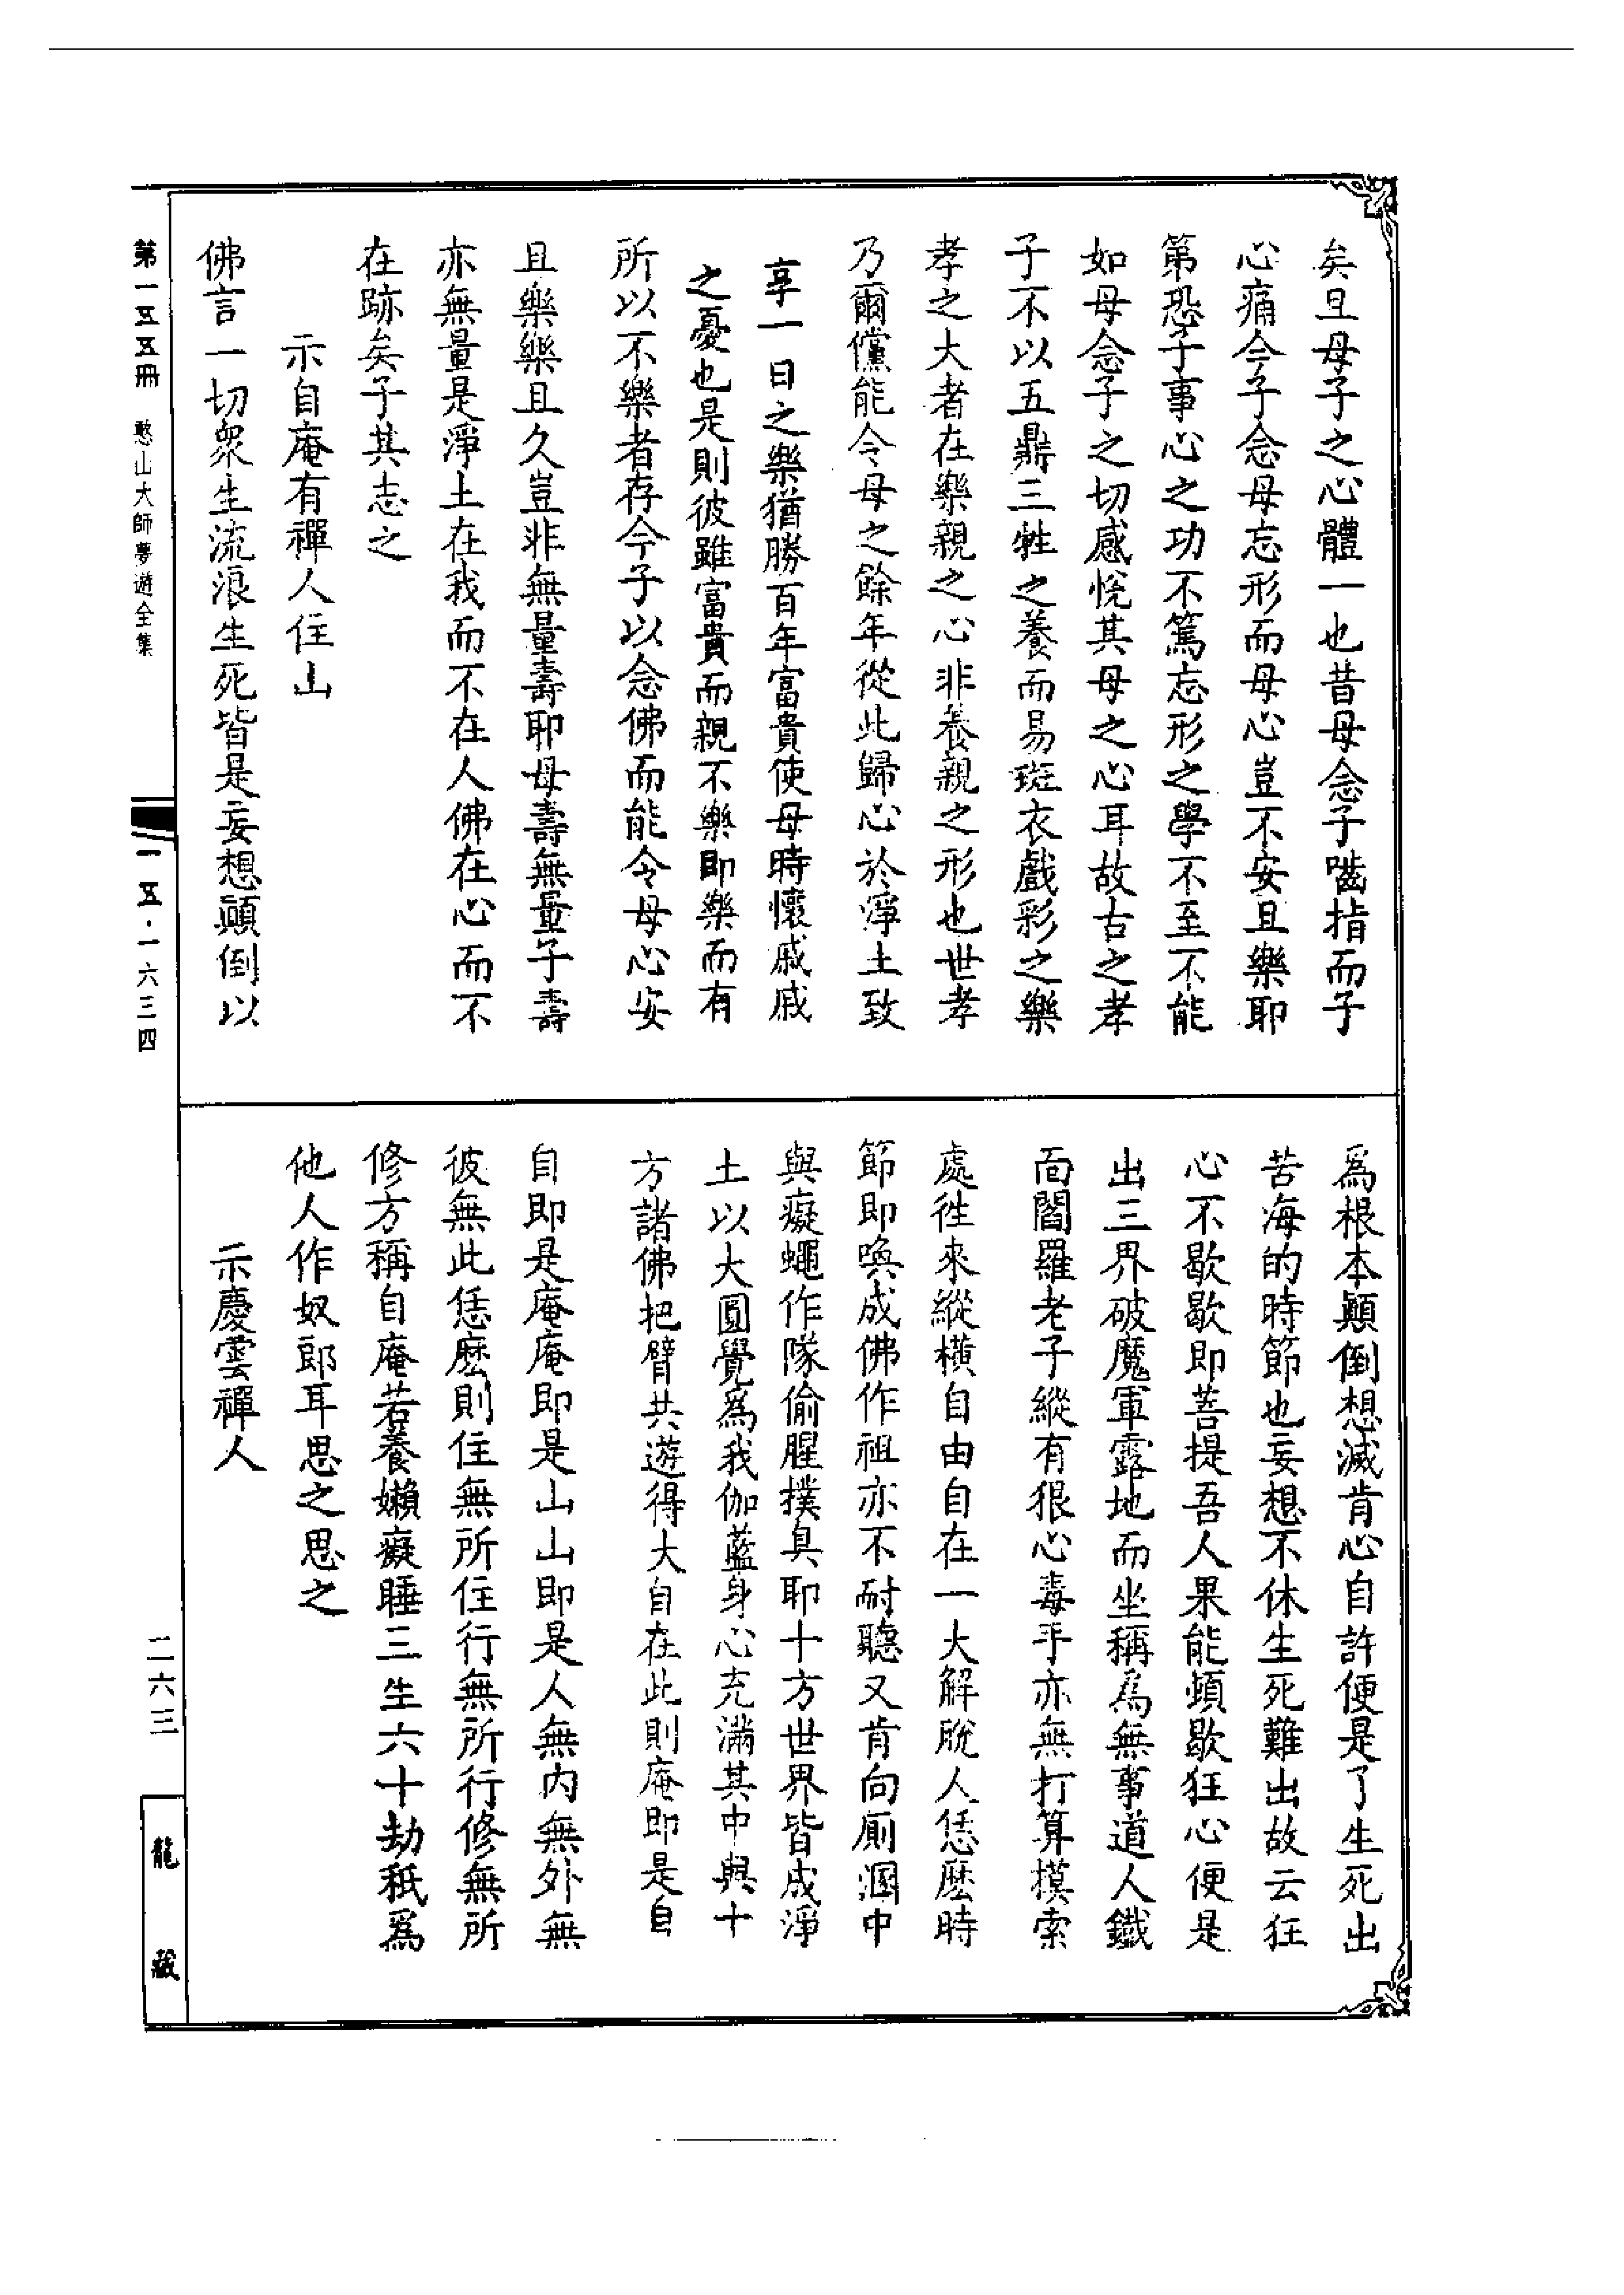 矣且母子之心體一也昔母念子嚙指而子
心痛今子念母忘形而母心豈不安且樂耶
第恐子事心之功不篤忘形之學不至不能
如母念子之切感悅其母之心耳故古之孝
子不以五鼎三牲之養而易斑衣戲彩之樂
孝之大者在樂親之心非養親之形也世孝
乃爾儻能令母之餘年從此歸心於淨土致
享一日之樂猶勝百年富貴使母時懷戚戚
之憂也是則彼雖富貴而親不樂即樂而有
所以不樂者存今子以念佛而能令母心安
且樂樂且久豈非無量壽耶母壽無量子壽
亦無量是淨土在我而不在人佛在心而不
在跡矣子其志之
示自庵有禪人住山
佛言一切眾生流浪生死皆是妄想顛倒以
為根本顛倒想滅肯心自許便是了生死出
苦海的時節也妄想不休生死難出故云狂
心不歇歇即菩提吾人果能頓歇狂心便是
出三界破魔軍露地而坐稱為無事道人鐵
面閻羅老子縱有狠心毒手亦無打算摸索
處徃來縱橫自由自在一大解脫人恁麼時
節即喚成佛作祖亦不耐聽又肯向廁溷中
與癡蠅作隊偷腥撲臭耶十方世界皆成淨
土以大圓覺為我伽藍身心充滿其中與十
方諸佛把臂共遊得大自在此則庵即是自
自即是庵庵即是山山即是人無內無外無
彼無此恁麼則住無所住行無所行修無所
修方稱自庵若養嬾癡睡三生六十劫秖為
他人作奴郎耳思之思之
示慶雲禪人
第一五五冊 憨山大師夢遊全集
一五·一六三四
二六三
龍藏